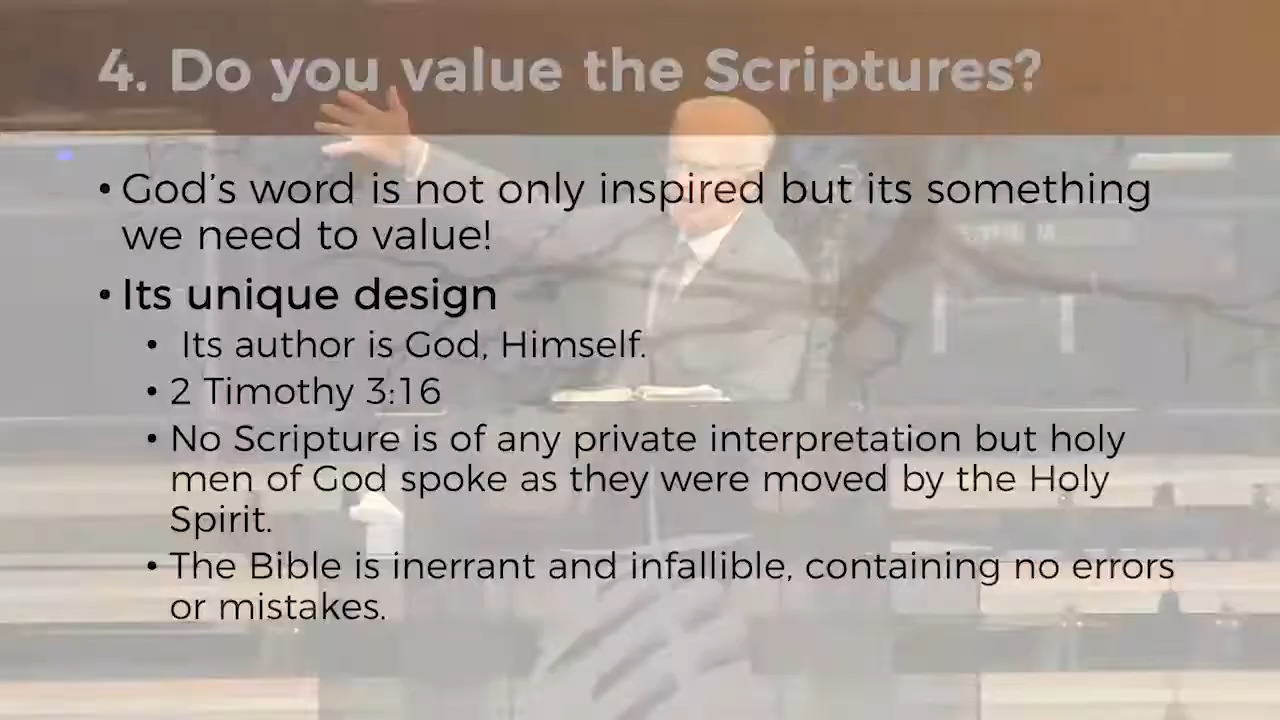 4. Do you value the Scriptures?
• God's word is not only inspired but its something
we need to value!
• Its unique design
• Its author is God, Himself.
• 2 Timothy 3:16
• No Scripture is of any private interpretation but holy
men of God spoke as they were moved by the Holy
Spirit.
• The Bible is inerrant and infallible, containing no errors
or mistakes.